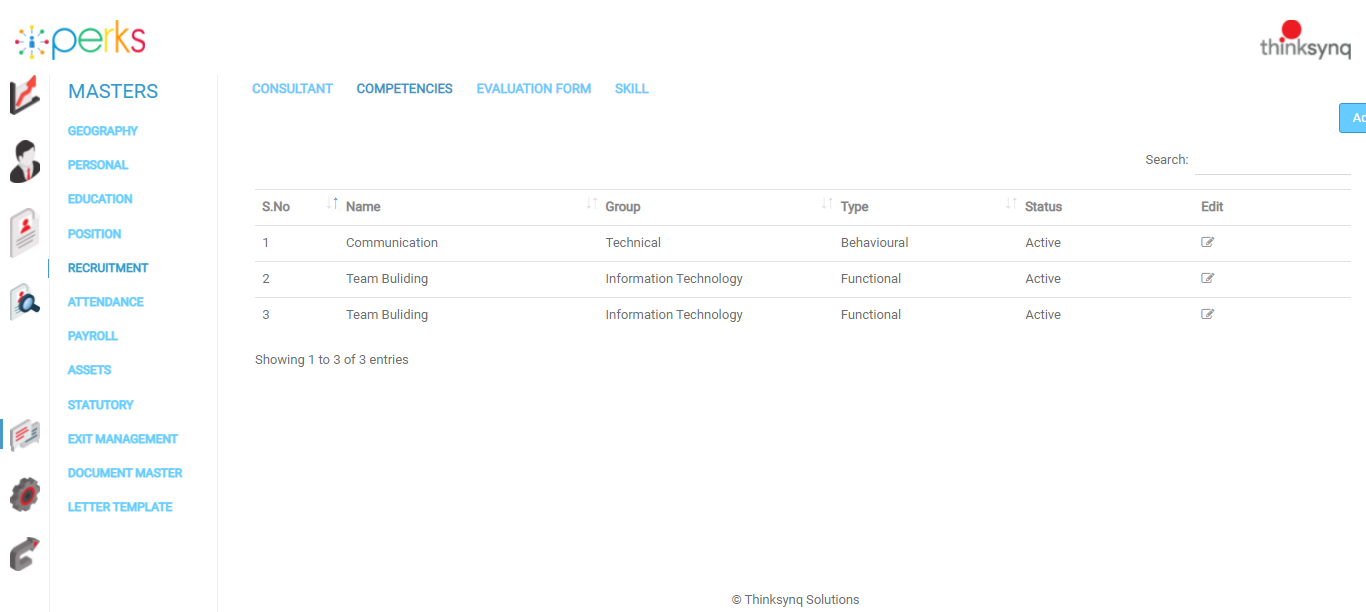 perks
thinksynq
MASTERS
GEOGRAPHY
PERSONAL
EDUCATION
POSITION
RECRUITMENT
ATTENDANCE
PAYROLL
ASSETS
STATUTORY
EXIT MANAGEMENT
DOCUMENT MASTER
LETTER TEMPLATE
CONSULTANT COMPETENCIES EVALUATION FORM SKILL
Search:
S.No Name Group Type Status Edit
1 Communication Technical Behavioural Active
2 Team Buliding Information Technology Functional Active
3 Team Buliding Information Technology Functional Active
Showing 1 to 3 of 3 entries
© Thinksynq Solutions